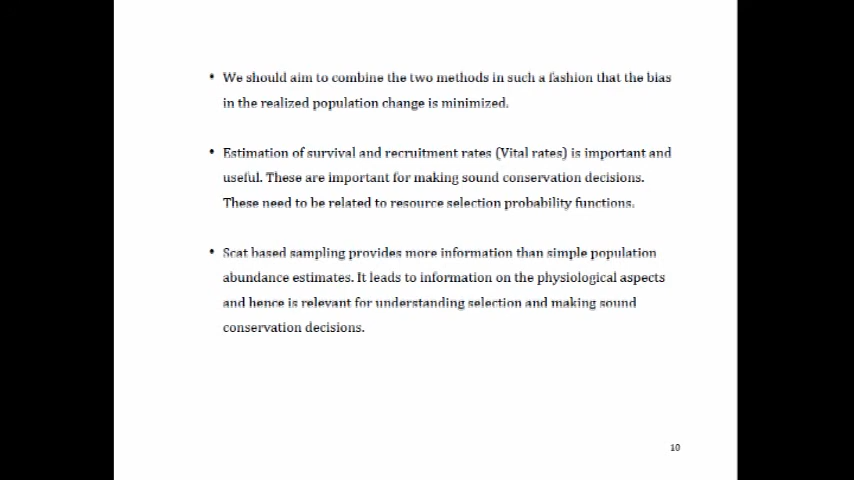 • We should aim to combine the two methods in such a fashion that the bias
in the realized population change is minimized.
• Estimation of survival and recruitment rates (Vital rates) is important and
useful. These are important for making sound conservation decisions.
These need to be related to resource selection probability functions.
• Scat based sampling provides more information than simple population
abundance estimates. It leads to information on the physiological aspects
and hence is relevant for understanding selection and making sound
conservation decisions.
10